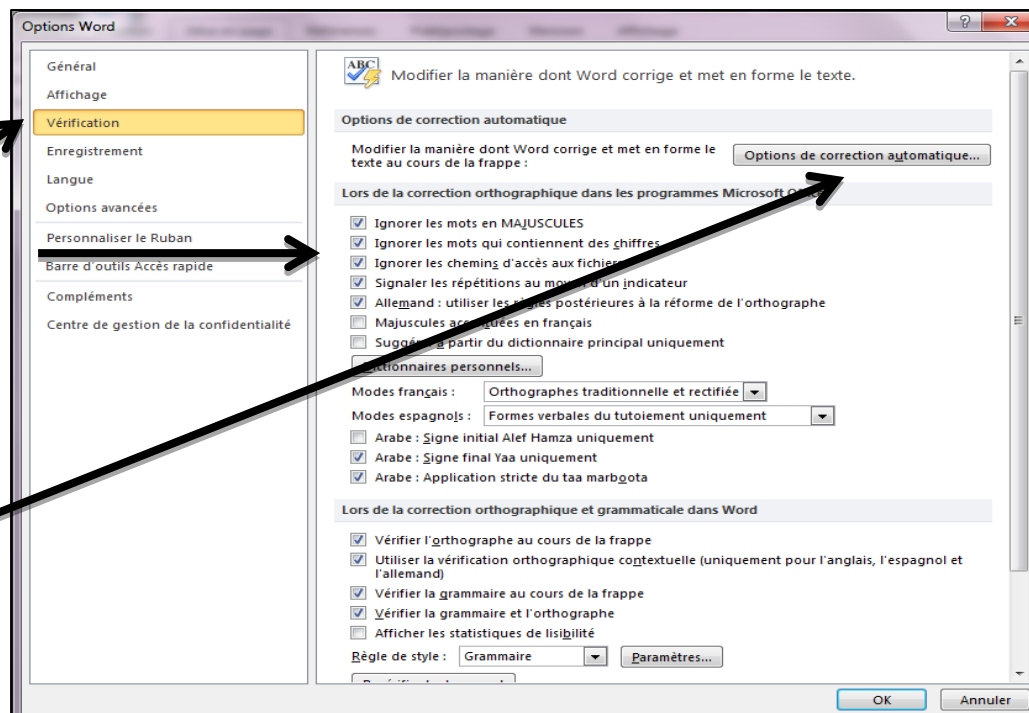 Options Word
Général
Affichage
Vérification
Enregistrement
Langue
Options avancées
Personnaliser le Ruban
Barre d'outils Accès rapide
Compléments
Centre de gestion de la confidentialité
ABC
Modifier la manière dont Word corrige et met en forme le texte.
Options de correction automatique
Modifier la manière dont Word corrige et met en forme le
texte au cours de la frappe :
Options de correction automatique...
Lors de la correction orthographique dans les programmes Microsoft
Ignorer les mots en MAJUSCULES
Ignorer les mots qui contiennent des chiffres
Ignorer les chemins d'accès aux fichiers
Signaler les répétitions au moyen d'un indicateur
Allemand : utiliser les règles postérieures à la réforme de l'orthographe
Majuscules accentuées en français
Suggérer à partir du dictionnaire principal uniquement
Dictionnaires personnels...
Modes français : Orthographes traditionnelle et rectifiée
Modes espagnols : Formes verbales du tutoiement uniquement
Arabe : Signe initial Alef Hamza uniquement
Arabe : Signe final Yaa uniquement
Arabe : Application stricte du taa marboota
Lors de la correction orthographique et grammaticale dans Word
Vérifier l'orthographe au cours de la frappe
Utiliser la vérification orthographique contextuelle (uniquement pour l'anglais, l'espagnol et
l'allemand)
Vérifier la grammaire au cours de la frappe
Vérifier la grammaire et l'orthographe
Afficher les statistiques de lisibilité
Règle de style : Grammaire Paramètres...
OK Annuler